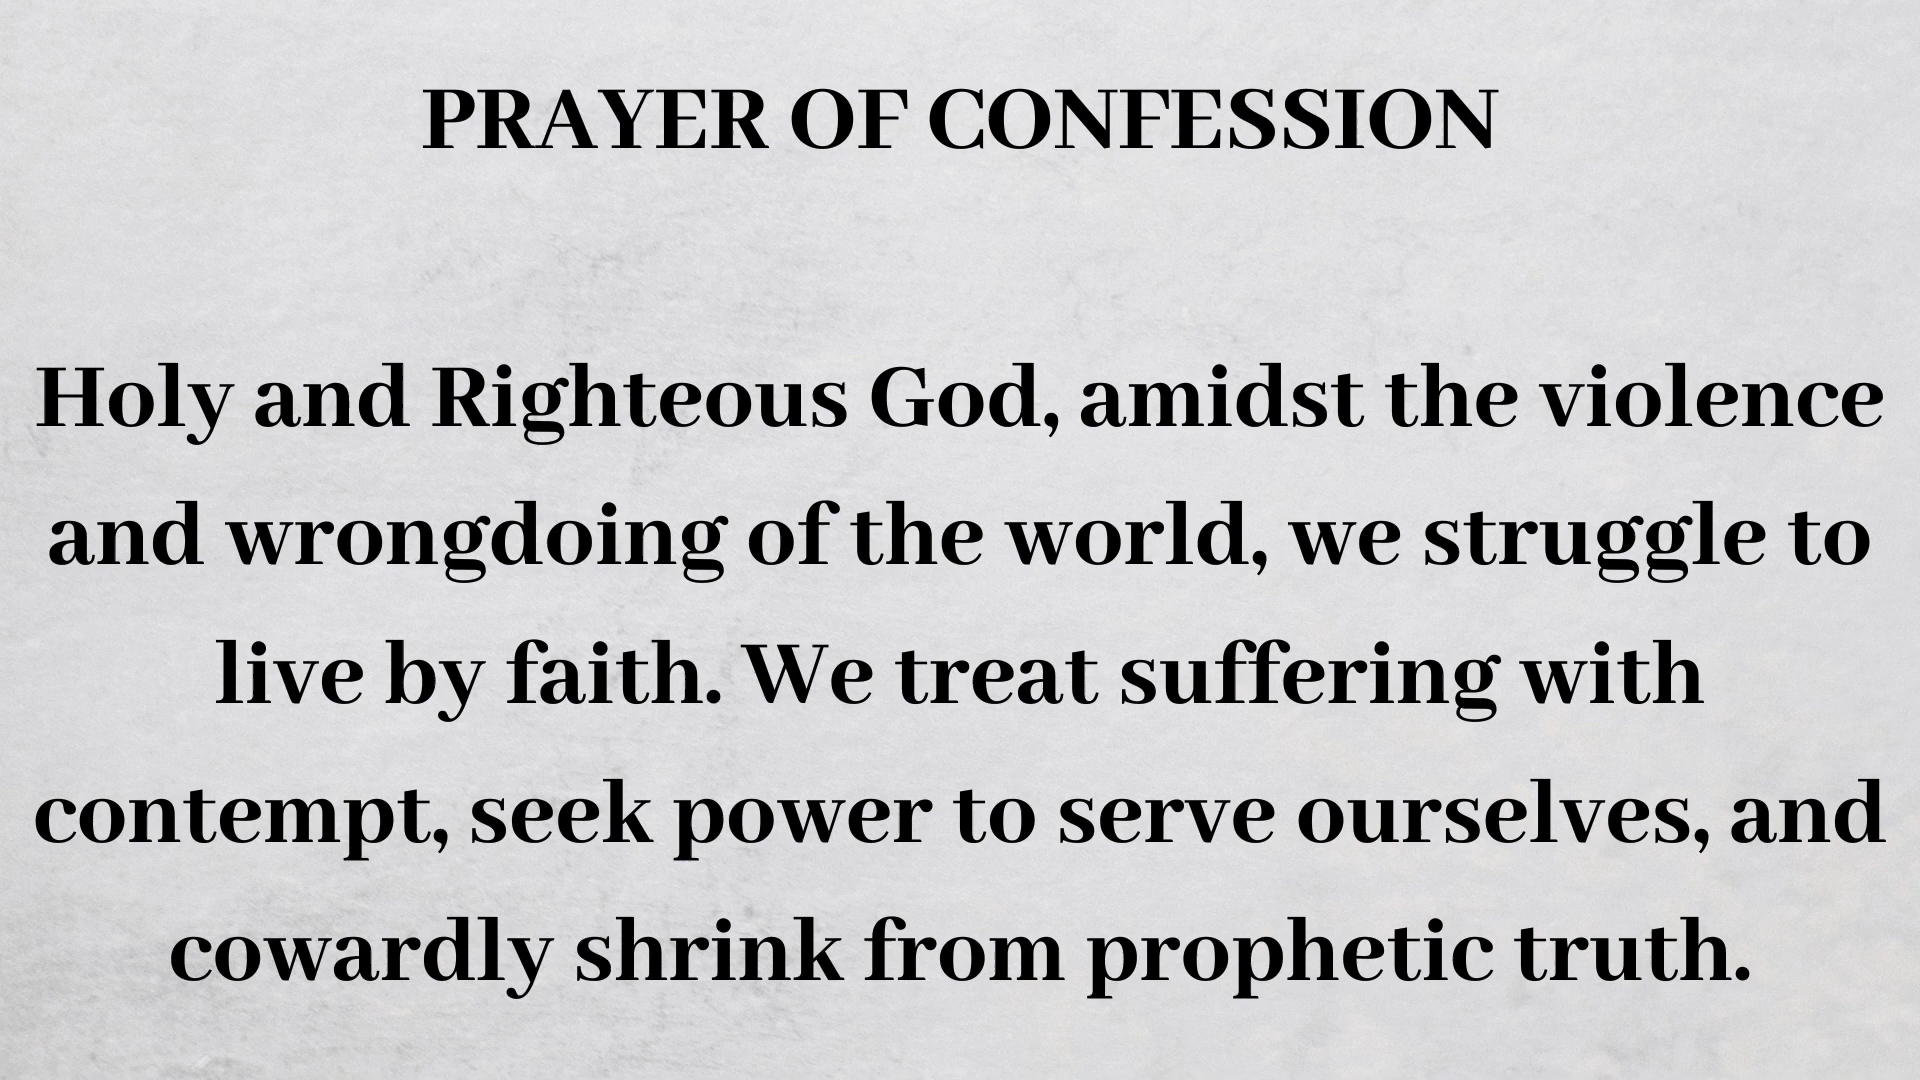 PRAYER OF CONFESSION
Holy and Righteous God, amidst the violence
and wrongdoing of the world, we struggle to
live by faith. We treat suffering with
contempt, seek power to serve ourselves, and
cowardly shrink from prophetic truth.